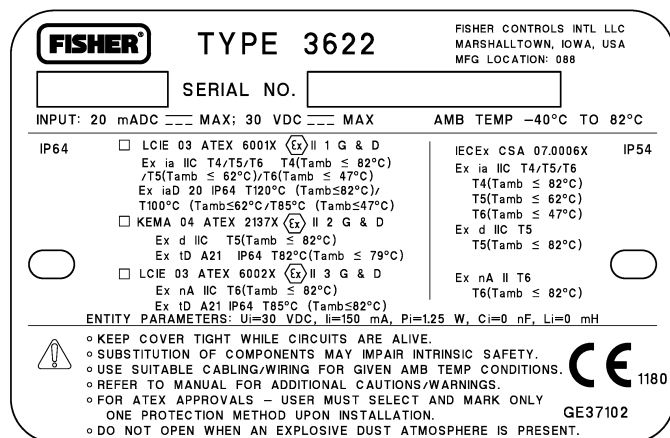 FISHER®
TYPE 3622
FISHER CONTROLS INTL LLC
MARSHALLTOWN, IOWA, USA
MFG LOCATION: 088
SERIAL NO.
INPUT: 20 mADC MAX; 30 VDC MAX
AMB TEMP –40°C TO 82°C
IP64
LCIE 03 ATEX 6001X Ex II 1 G & D
Ex ia IIC T4/T5/T6 T4(Tamb ≤ 82°C)
/T5(Tamb ≤ 62°C)/T6(Tamb ≤ 47°C)
Ex iaD 20 IP64 T120°C (Tamb≤82°C)/
T100°C (Tamb≤62°C/T85°C (Tamb≤47°C)
KEMA 04 ATEX 2137X Ex II 2 G & D
Ex d IIC T5(Tamb ≤ 82°C)
Ex tD A21 IP64 T82°C(Tamb ≤ 79°C)
LCIE 03 ATEX 6002X Ex II 3 G & D
Ex nA IIC T6(Tamb ≤ 82°C)
Ex tD A21 IP64 T85°C (Tamb≤82°C)
IECEx CSA 07.0006X
IP54
Ex ia IIC T4/T5/T6
T4(Tamb ≤ 82°C)
T5(Tamb ≤ 62°C)
T6(Tamb ≤ 47°C)
Ex d IIC T5
T5(Tamb ≤ 82°C)
Ex nA II T6
T6(Tamb ≤ 82°C)
ENTITY PARAMETERS: Ui=30 VDC, Ii=150 mA, Pi=1.25 W, Ci=0 nF, Li=0 mH
∘ KEEP COVER TIGHT WHILE CIRCUITS ARE ALIVE.
∘ SUBSTITUTION OF COMPONENTS MAY IMPAIR INTRINSIC SAFETY.
∘ USE SUITABLE CABLING/WIRING FOR GIVEN AMB TEMP CONDITIONS.
∘ REFER TO MANUAL FOR ADDITIONAL CAUTIONS/WARNINGS.
∘ FOR ATEX APPROVALS – USER MUST SELECT AND MARK ONLY
ONE PROTECTION METHOD UPON INSTALLATION.
∘ DO NOT OPEN WHEN AN EXPLOSIVE DUST ATMOSPHERE IS PRESENT.
CE 1180
GE37102